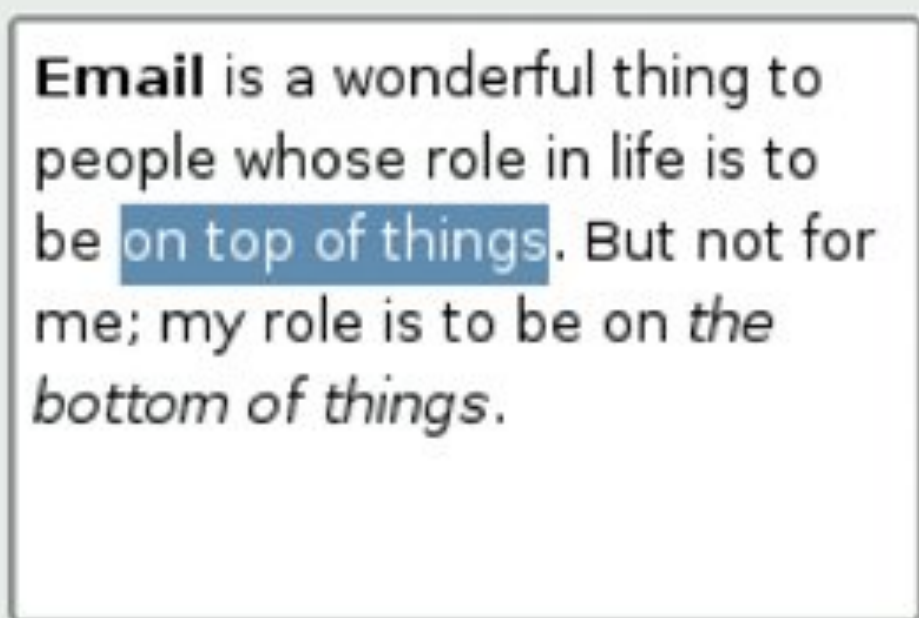 Email is a wonderful thing to
people whose role in life is to
be on top of things. But not for
me; my role is to be on the
bottom of things.